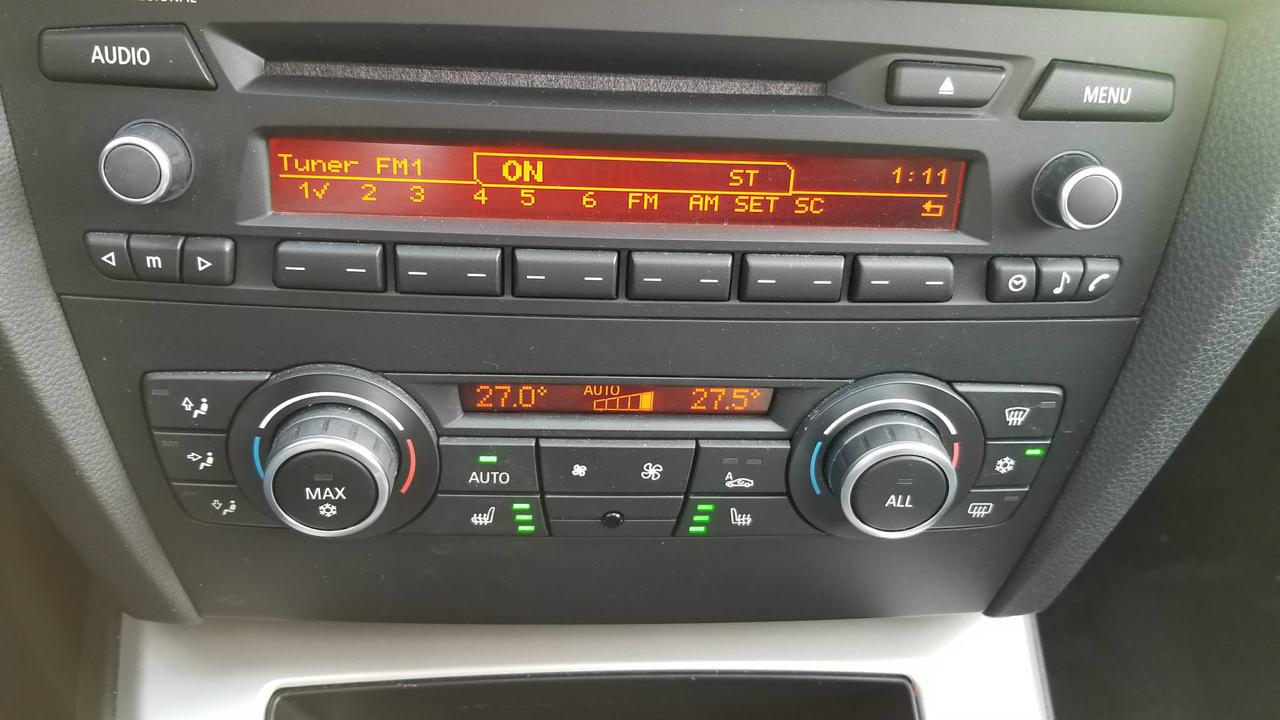 AUDIO
MENU
Tuner FM1 ON ST 1:11
1✓ 2 3 4 5 6 FM AM SET SC
m
27.0° AUTO 27.5°
AUTO
A
MAX
ALL